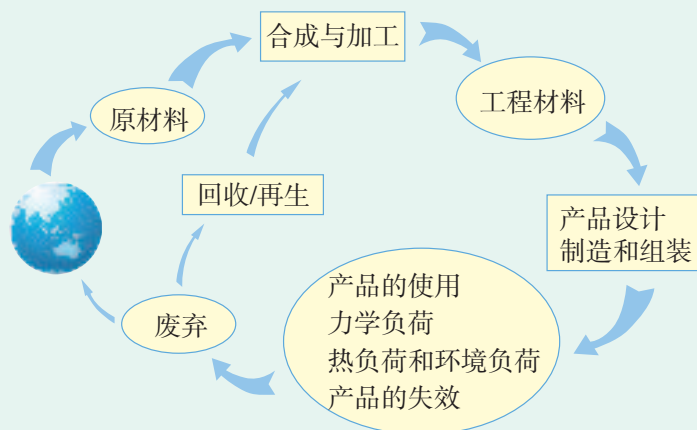 合成与加工
原材料
工程材料
回收/再生
产品设计
制造和组装
产品的使用
力学负荷
热负荷和环境负荷
产品的失效
废弃